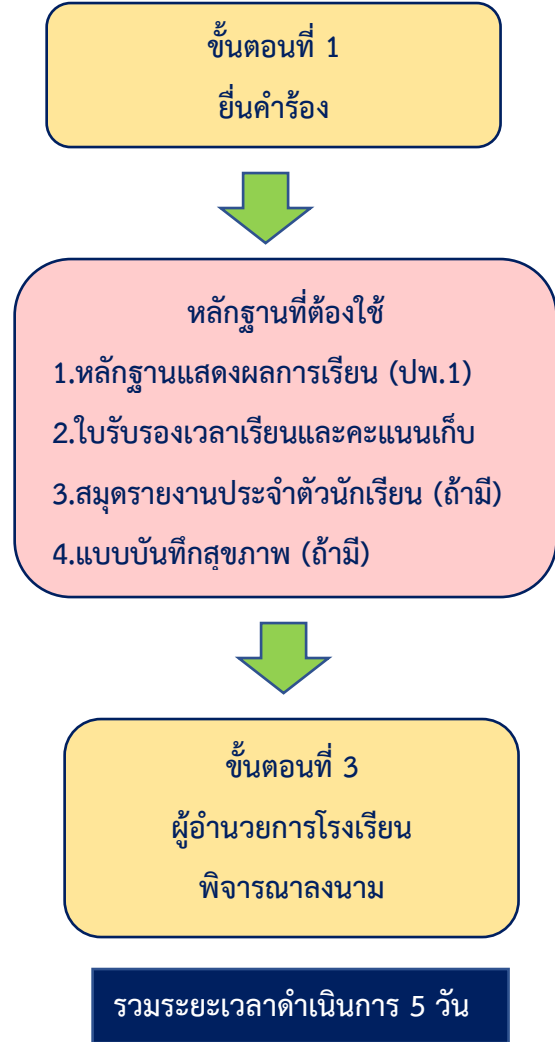 ขั้นตอนที่ 1
ยื่นคำร้อง
หลักฐานที่ต้องใช้
1.หลักฐานแสดงผลการเรียน (ปพ.1)
2.ใบรับรองเวลาเรียนและคะแนนเก็บ
3.สมุดรายงานประจำตัวนักเรียน (ถ้ามี)
4.แบบบันทึกสุขภาพ (ถ้ามี)
ขั้นตอนที่ 3
ผู้อำนวยการโรงเรียน
พิจารณาลงนาม
รวมระยะเวลาดำเนินการ 5 วัน